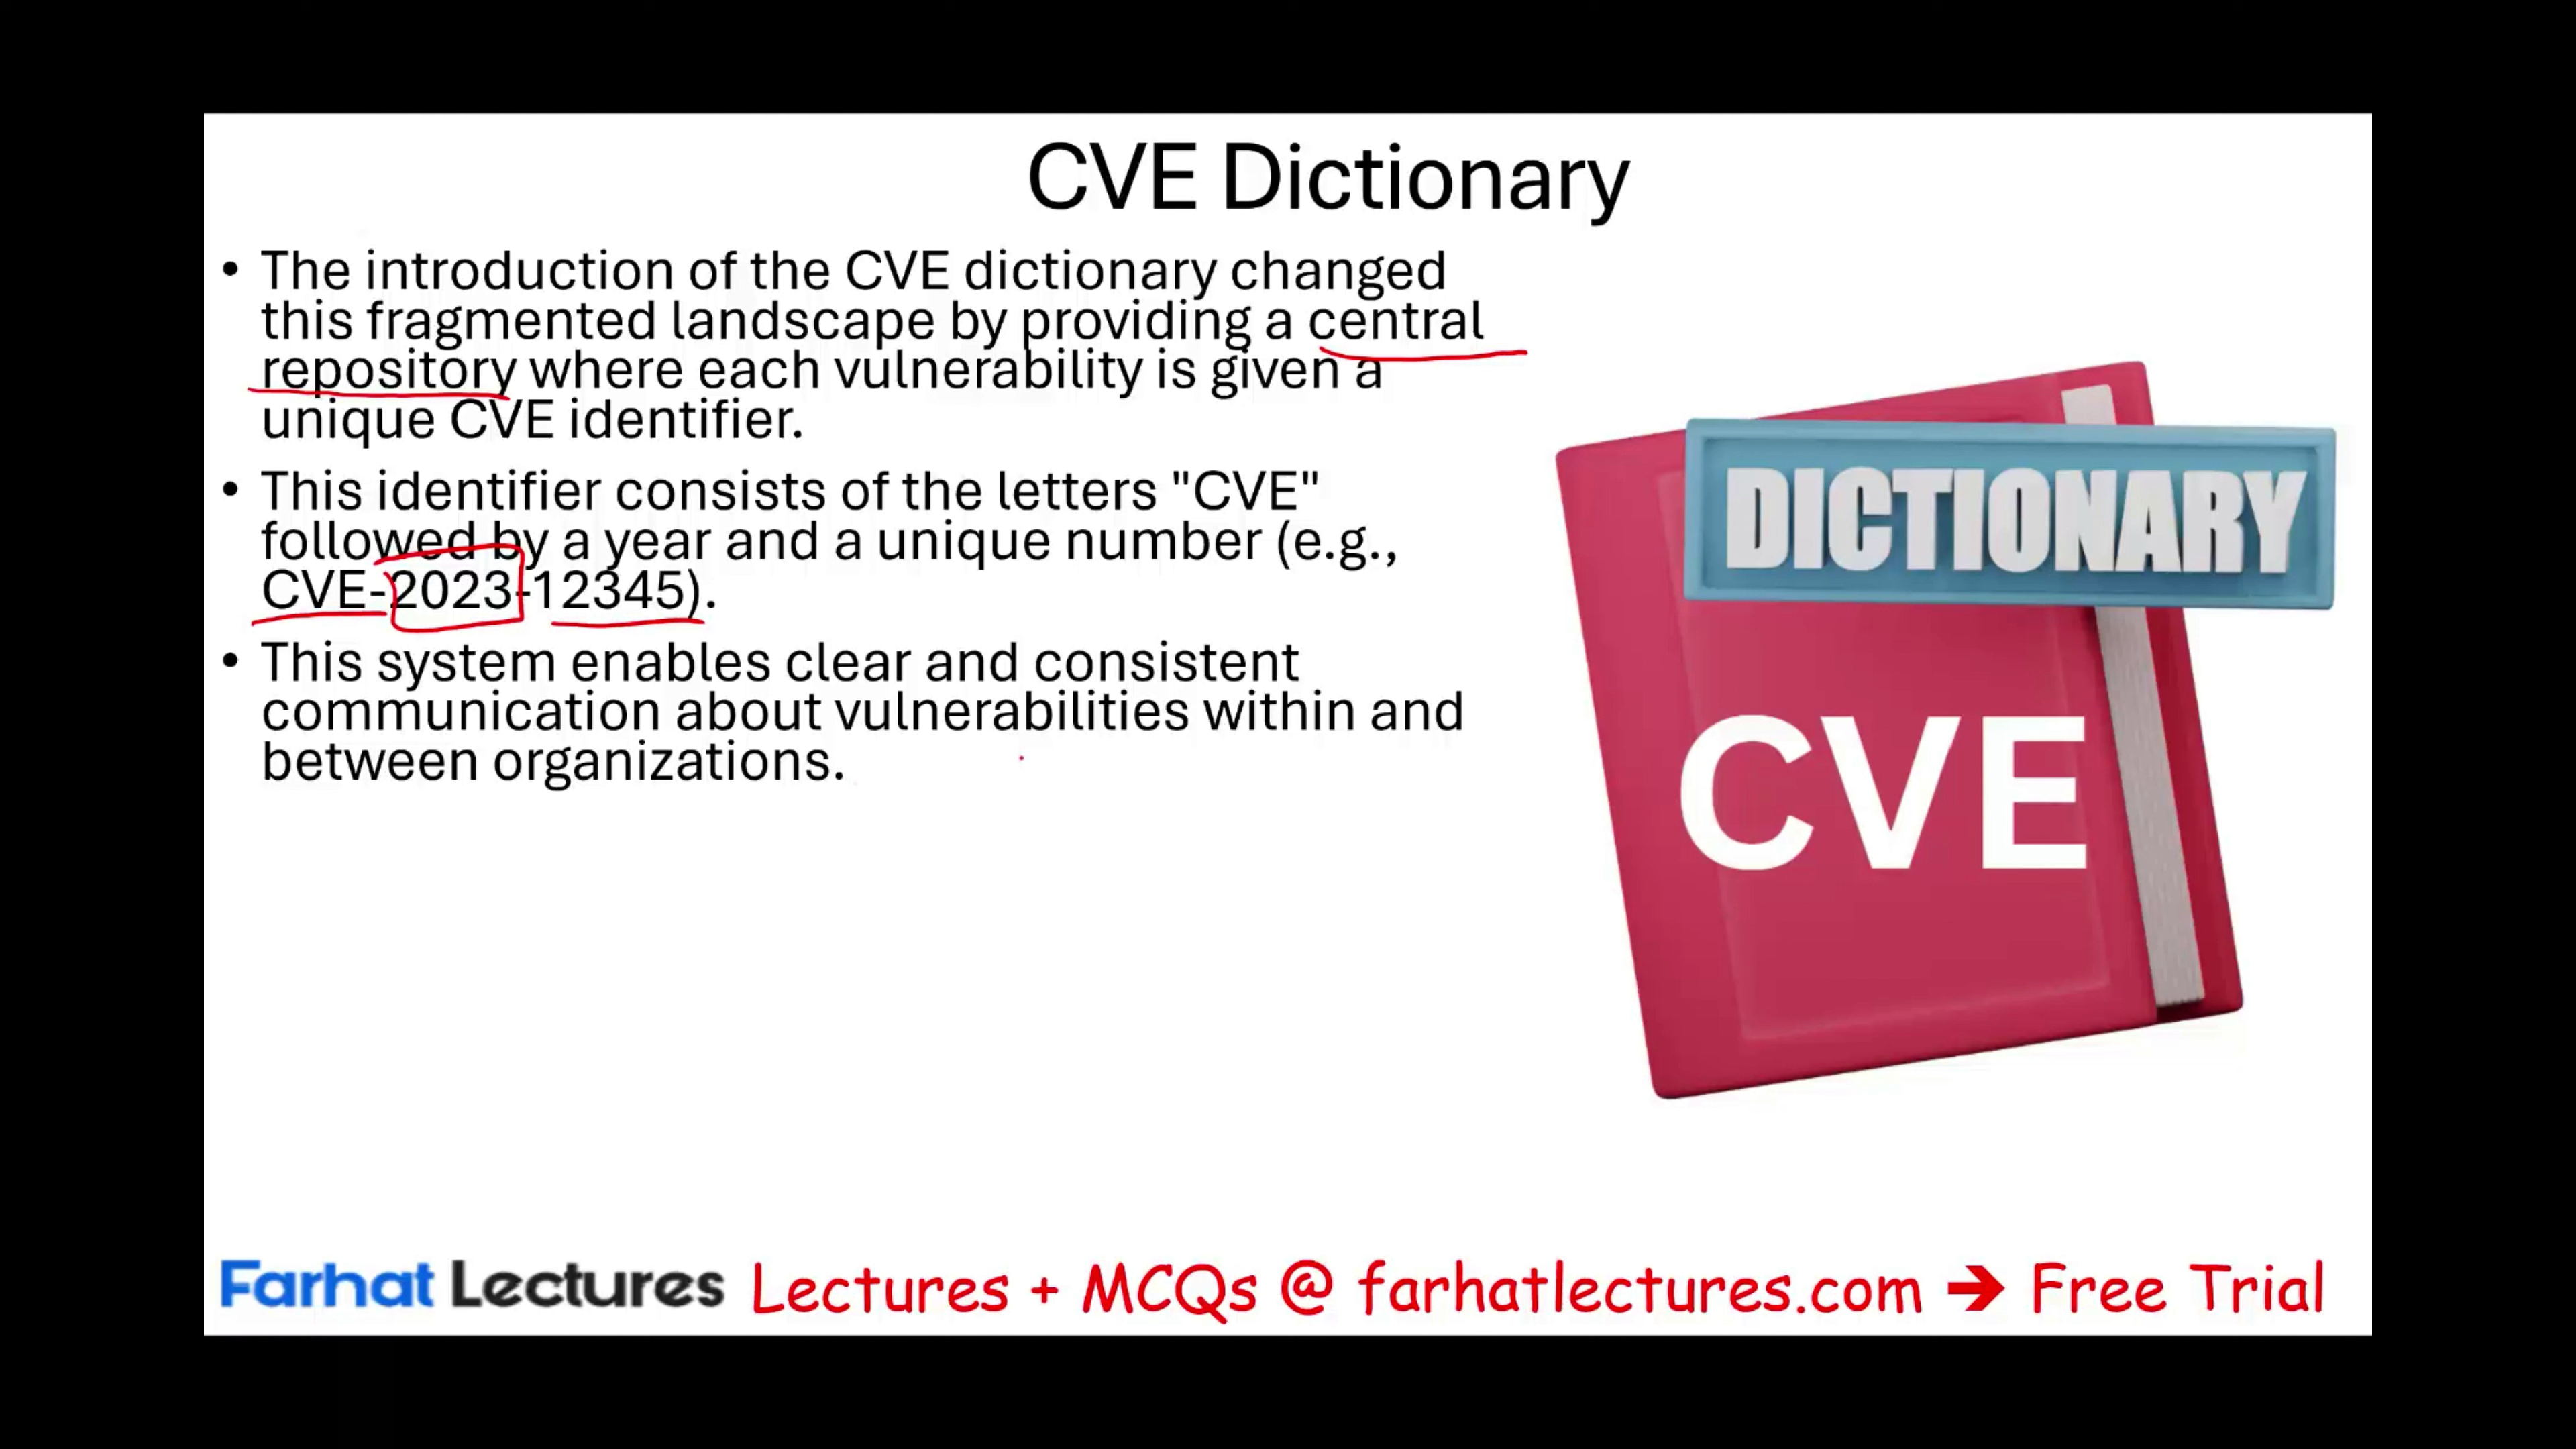 CVE Dictionary
• The introduction of the CVE dictionary changed
this fragmented landscape by providing a central
repository where each vulnerability is given a
unique CVE identifier.
• This identifier consists of the letters "CVE"
followed by a year and a unique number (e.g.,
CVE-2023-12345).
• This system enables clear and consistent
communication about vulnerabilities within and
between organizations.
DICTIONARY
CVE
Farhat Lectures Lectures + MCQs @ farhatlectures.com ➔ Free Trial